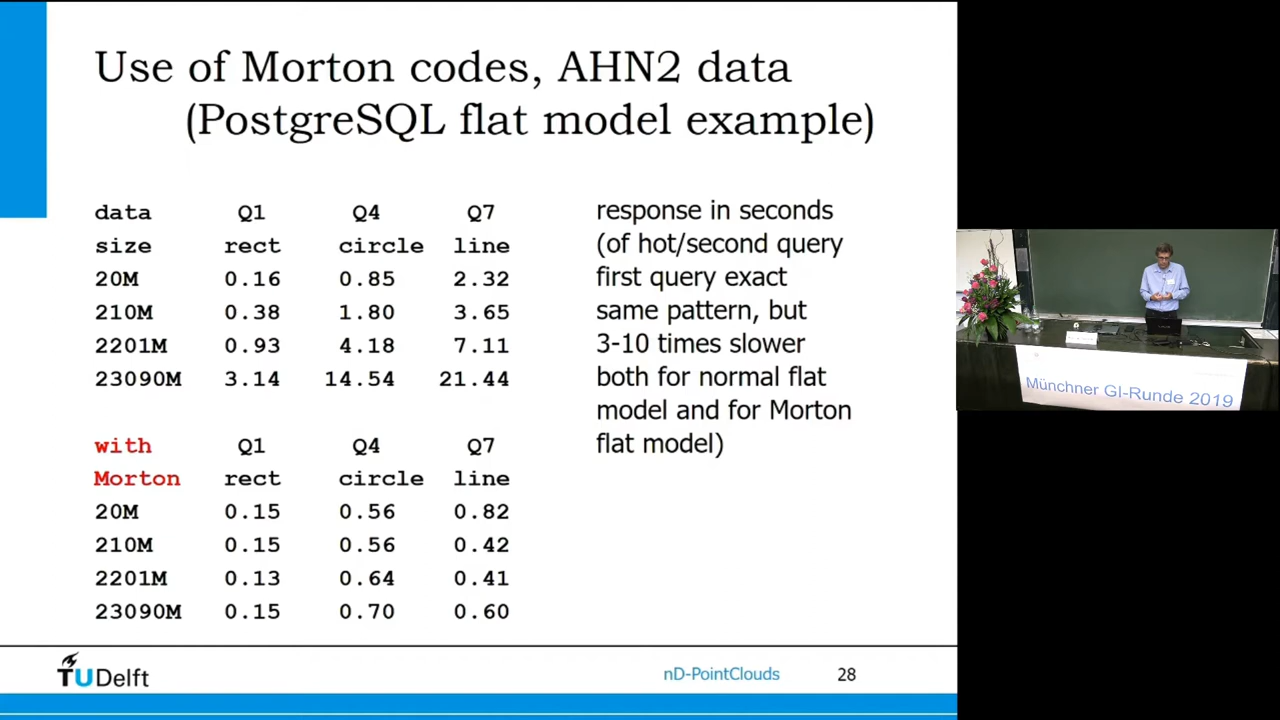 Use of Morton codes, AHN2 data
(PostgreSQL flat model example)
data Q1 Q4 Q7
size rect circle line
20M 0.16 0.85 2.32
210M 0.38 1.80 3.65
2201M 0.93 4.18 7.11
23090M 3.14 14.54 21.44
with Q1 Q4 Q7
Morton rect circle line
20M 0.15 0.56 0.82
210M 0.15 0.56 0.42
2201M 0.13 0.64 0.41
23090M 0.15 0.70 0.60
response in seconds
(of hot/second query
first query exact
same pattern, but
3-10 times slower
both for normal flat
model and for Morton
flat model)
TUDelft
nD-PointClouds 28
Münchner GI-Runde 2019